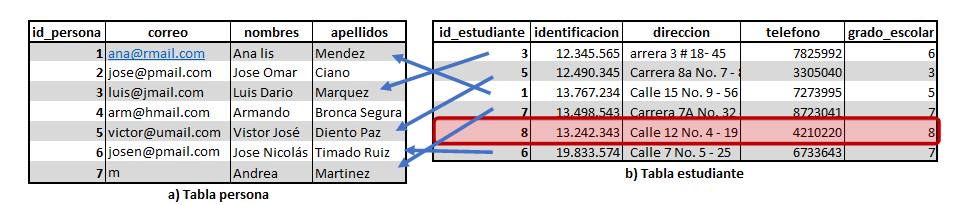 id_persona correo nombres apellidos
1 ana@rmail.com Ana lis Mendez
2 jose@pmail.com Jose Omar Ciano
3 luis@jmail.com Luis Dario Marquez
4 arm@hmail.com Armando Bronca Segura
5 victor@umail.com Vistor José Diento Paz
6 josen@pmail.com Jose Nicolás Timado Ruiz
7 m Andrea Martinez
a) Tabla persona
id_estudiante identificacion direccion telefono grado_escolar
3 12.345.565 arrera 3 # 18- 45 7825992 6
5 12.490.345 Carrera 8a No. 7 - 8 3305040 3
1 13.767.234 Calle 15 No. 9 - 56 7273995 5
7 13.498.543 Carrera 7A No. 32 - 8723041 7
8 13.242.343 Calle 12 No. 4 - 19 4210220 8
6 19.833.574 Calle 7 No. 5 - 25 6733643 7
b) Tabla estudiante